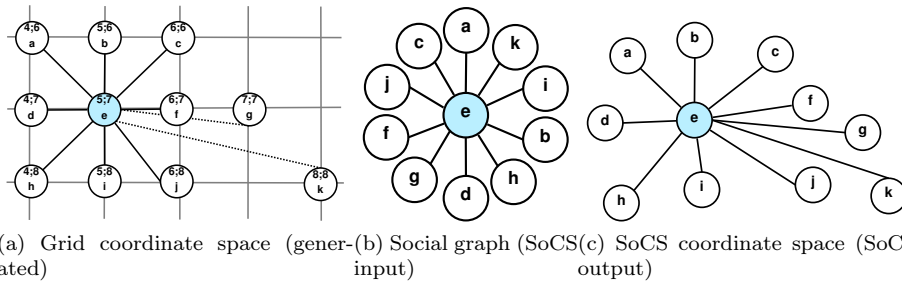 4;6
a
5;6
b
6;6
c
4;7
d
5;7
e
6;7
f
7;7
g
4;8
h
5;8
i
6;8
j
8;8
k
a
k
i
b
h
d
g
f
j
c
e
a
b
c
d
e
f
g
h
i
j
k
(a) Grid coordinate space (gener-
ated)
(b) Social graph (SoCS
input)
(c) SoCS coordinate space (SoC
output)